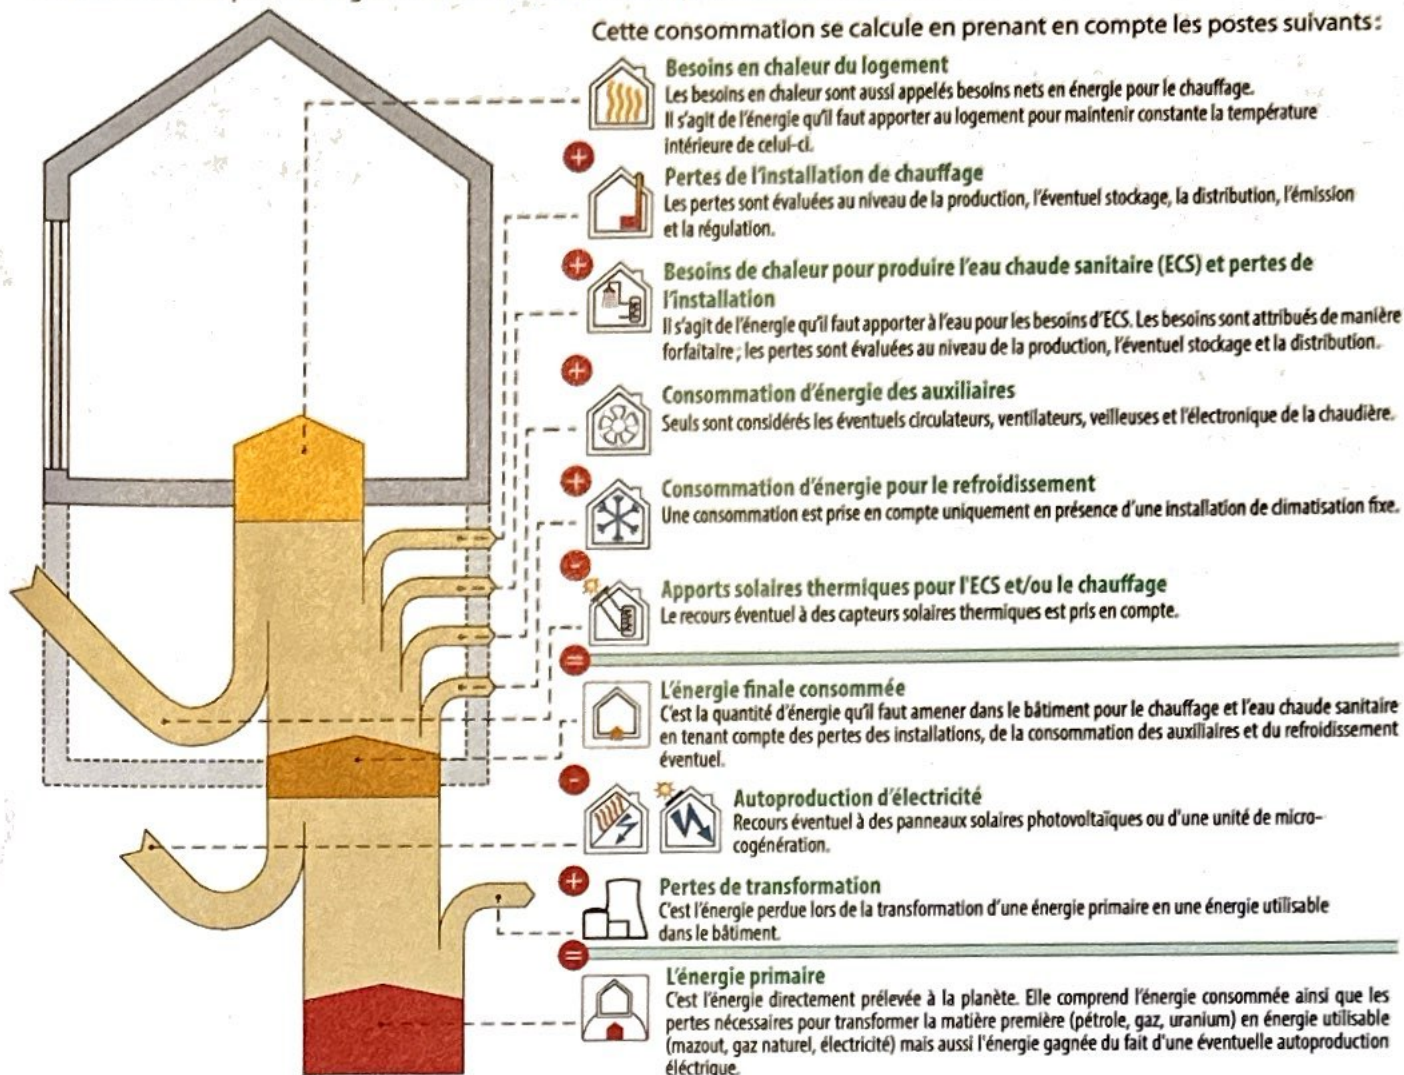 Cette consommation se calcule en prenant en compte les postes suivants :
Besoins en chaleur du logement
Les besoins en chaleur sont aussi appelés besoins nets en énergie pour le chauffage.
Il s'agit de l'énergie qu'il faut apporter au logement pour maintenir constante la température
intérieure de celui-ci.
+
Pertes de l'installation de chauffage
Les pertes sont évaluées au niveau de la production, l'éventuel stockage, la distribution, l'émission
et la régulation.
+
Besoins de chaleur pour produire l'eau chaude sanitaire (ECS) et pertes de
l'installation
Il s'agit de l'énergie qu'il faut apporter à l'eau pour les besoins d'ECS. Les besoins sont attribués de manière
forfaitaire ; les pertes sont évaluées au niveau de la production, l'éventuel stockage et la distribution.
+
Consommation d'énergie des auxiliaires
Seuls sont considérés les éventuels circulateurs, ventilateurs, veilleuses et l'électronique de la chaudière.
+
Consommation d'énergie pour le refroidissement
Une consommation est prise en compte uniquement en présence d'une installation de climatisation fixe.
-
Apports solaires thermiques pour l'ECS et/ou le chauffage
Le recours éventuel à des capteurs solaires thermiques est pris en compte.
=
L'énergie finale consommée
C'est la quantité d'énergie qu'il faut amener dans le bâtiment pour le chauffage et l'eau chaude sanitaire
en tenant compte des pertes des installations, de la consommation des auxiliaires et du refroidissement
éventuel.
-
Autoproduction d'électricité
Recours éventuel à des panneaux solaires photovoltaïques ou d'une unité de micro-
cogénération.
+
Pertes de transformation
C'est l'énergie perdue lors de la transformation d'une énergie primaire en une énergie utilisable
dans le bâtiment.
=
L'énergie primaire
C'est l'énergie directement prélevée à la planète. Elle comprend l'énergie consommée ainsi que les
pertes nécessaires pour transformer la matière première (pétrole, gaz, uranium) en énergie utilisable
(mazout, gaz naturel, électricité) mais aussi l'énergie gagnée du fait d'une éventuelle autoproduction
électrique.